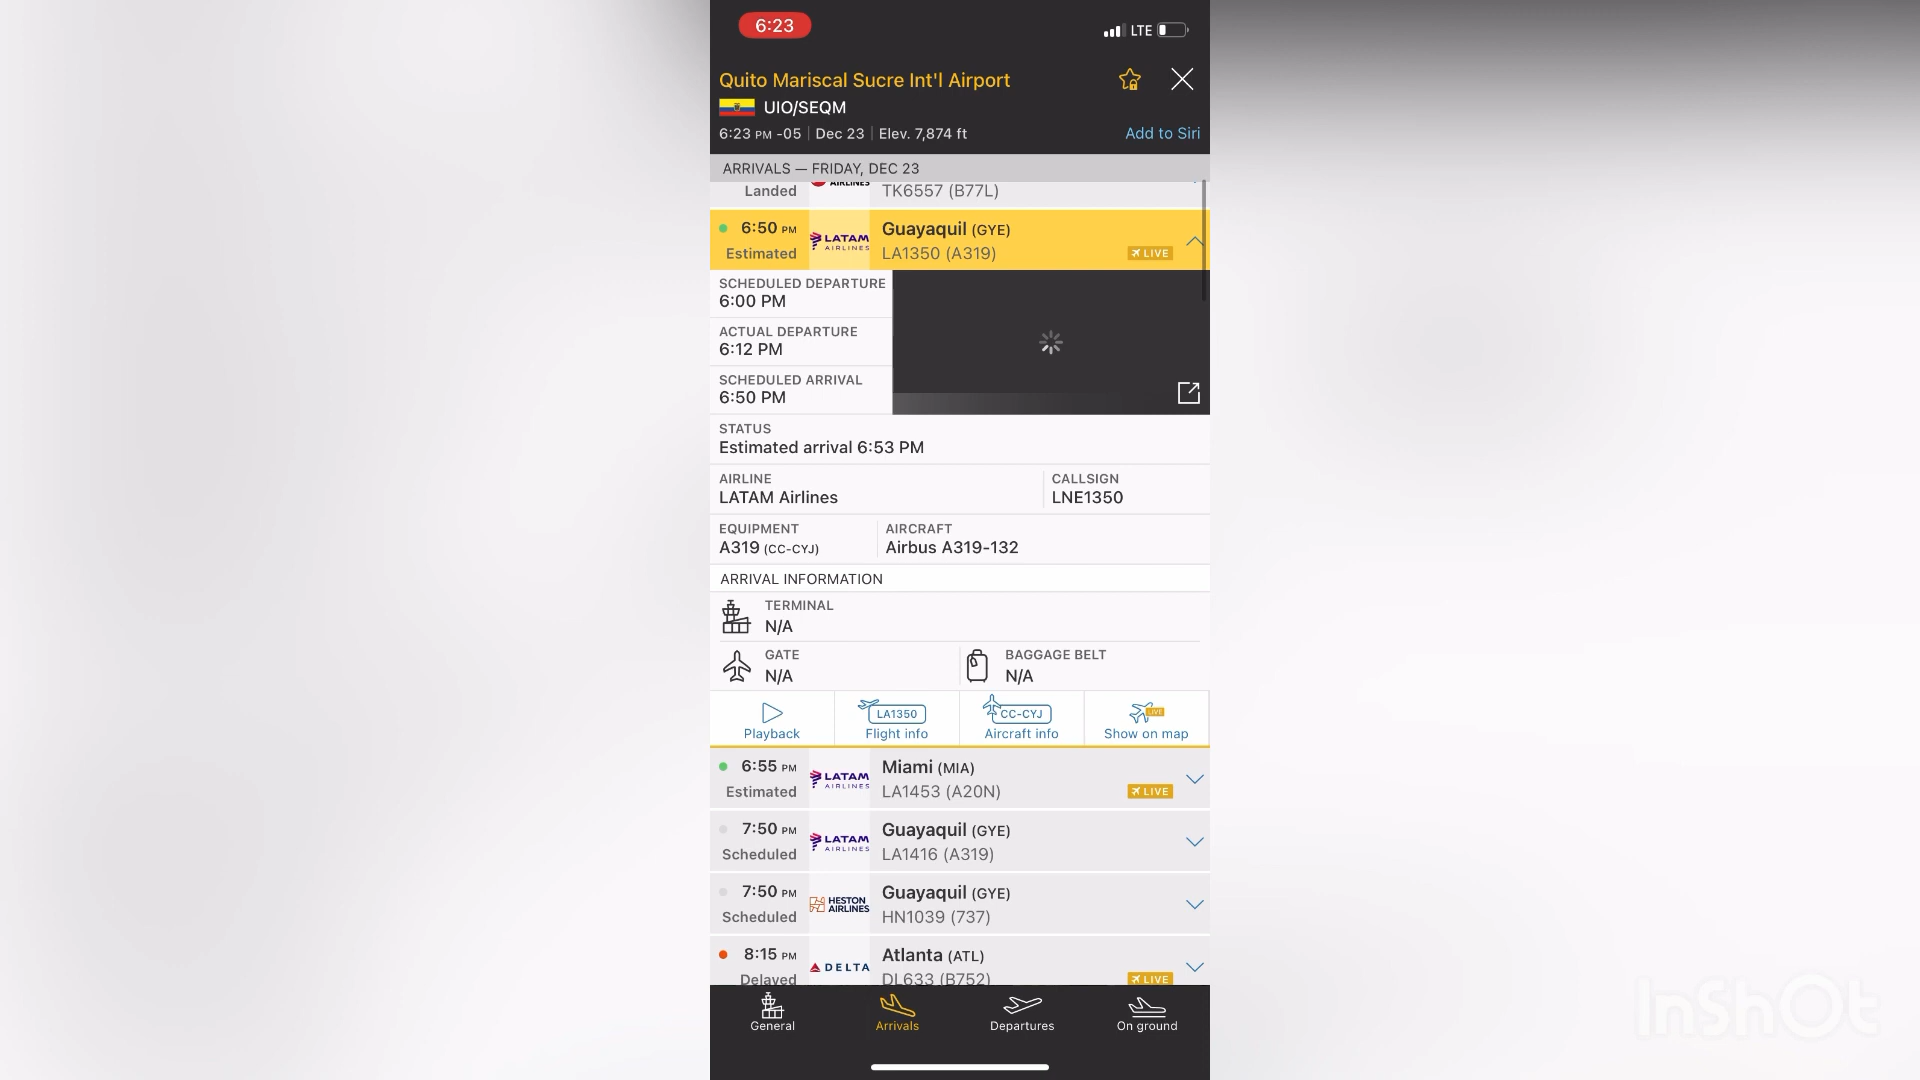 6:23
LTE
Quito Mariscal Sucre Int'l Airport
UIO/SEQM
6:23 PM -05 | Dec 23 | Elev. 7,874 ft
Add to Siri
ARRIVALS — FRIDAY, DEC 23
Landed
AIRLINES
TK6557 (B77L)
6:50 PM
Estimated
LATAM
AIRLINES
Guayaquil (GYE)
LA1350 (A319)
LIVE
SCHEDULED DEPARTURE
6:00 PM
ACTUAL DEPARTURE
6:12 PM
SCHEDULED ARRIVAL
6:50 PM
STATUS
Estimated arrival 6:53 PM
AIRLINE
LATAM Airlines
CALLSIGN
LNE1350
EQUIPMENT
A319 (CC-CYJ)
AIRCRAFT
Airbus A319-132
ARRIVAL INFORMATION
TERMINAL
N/A
GATE
N/A
BAGGAGE BELT
N/A
Playback
LA1350
Flight info
CC-CYJ
Aircraft info
LIVE
Show on map
6:55 PM
Estimated
LATAM
AIRLINES
Miami (MIA)
LA1453 (A20N)
LIVE
7:50 PM
Scheduled
LATAM
AIRLINES
Guayaquil (GYE)
LA1416 (A319)
7:50 PM
Scheduled
HESTON
AIRLINES
Guayaquil (GYE)
HN1039 (737)
8:15 PM
Delayed
DELTA
Atlanta (ATL)
DL633 (B752)
LIVE
General
Arrivals
Departures
On ground
InShOt